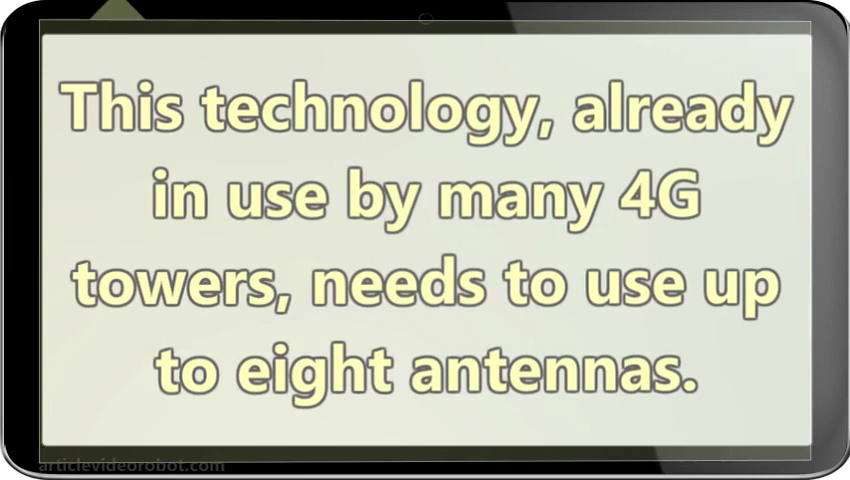 This technology, already
in use by many 4G
towers, needs to use up
to eight antennas.
articlevideorobot.com